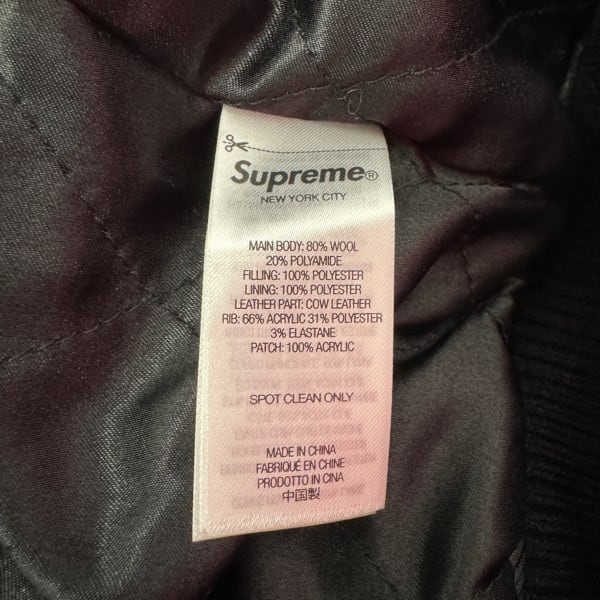 Supreme®
NEW YORK CITY
MAIN BODY: 80% WOOL
20% POLYAMIDE
FILLING: 100% POLYESTER
LINING: 100% POLYESTER
LEATHER PART: COW LEATHER
RIB: 66% ACRYLIC 31% POLYESTER
3% ELASTANE
PATCH: 100% ACRYLIC
SPOT CLEAN ONLY
MADE IN CHINA
FABRIQUÉ EN CHINE
PRODOTTO IN CINA
中国製